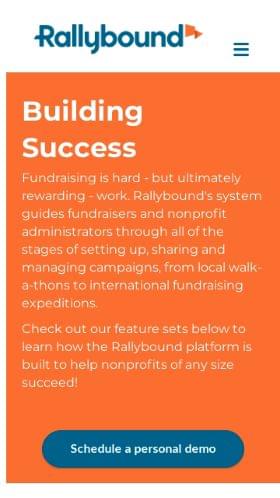 Rallybound
Building
Success
Fundraising is hard - but ultimately
rewarding - work. Rallybound's system
guides fundraisers and nonprofit
administrators through all of the
stages of setting up, sharing and
managing campaigns, from local walk-
a-thons to international fundraising
expeditions.
Check out our feature sets below to
learn how the Rallybound platform is
built to help nonprofits of any size
succeed!
Schedule a personal demo